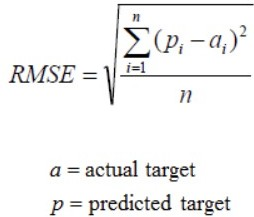 RMSE = √( Σ_{i=1}^{n} (p_i − a_i)² / n )
a = actual target
p = predicted target